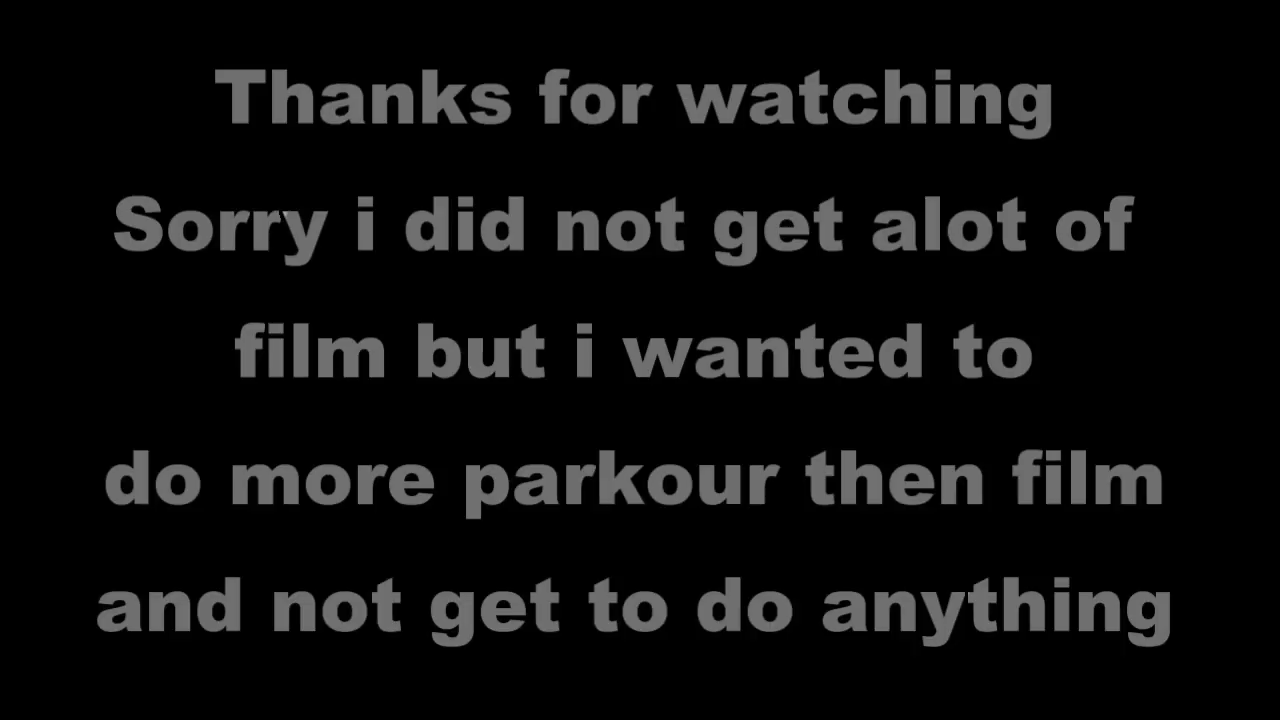 Thanks for watching
Sorry i did not get alot of
film but i wanted to
do more parkour then film
and not get to do anything